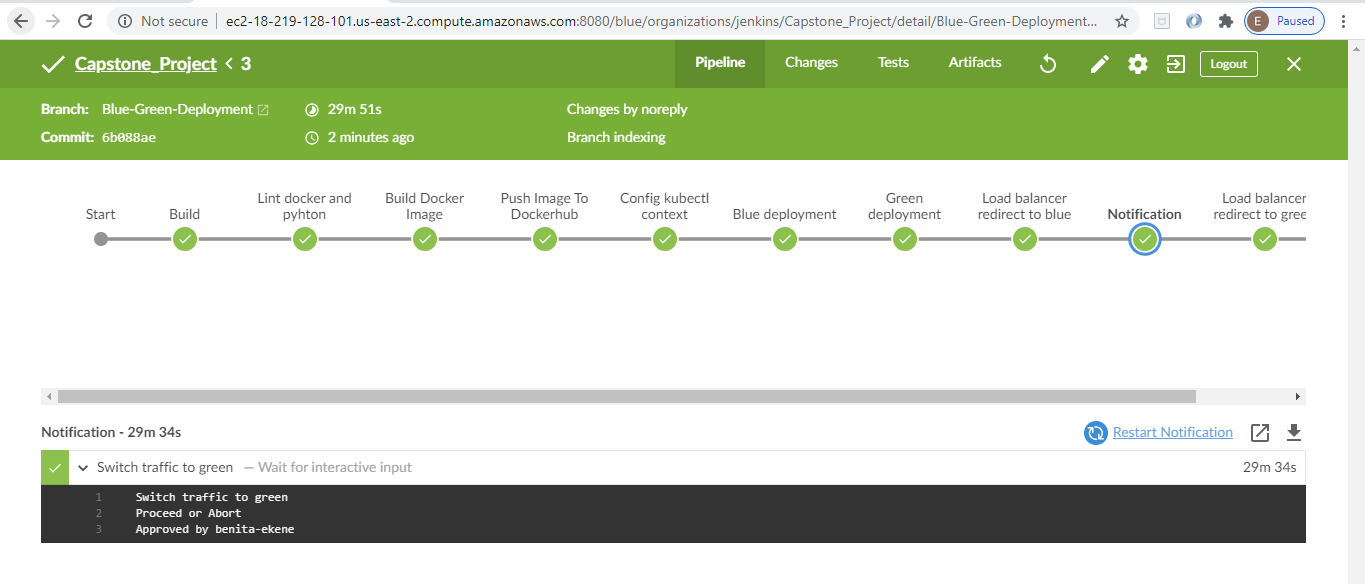 Not secure | ec2-18-219-128-101.us-east-2.compute.amazonaws.com:8080/blue/organizations/jenkins/Capstone_Project/detail/Blue-Green-Deployment... E Paused
Capstone_Project < 3 Pipeline Changes Tests Artifacts Logout
Branch: Blue-Green-Deployment 29m 51s Changes by noreply
Commit: 6b088ae 2 minutes ago Branch indexing
Start
Build
Lint docker and
pyhton
Build Docker
Image
Push Image To
Dockerhub
Config kubectl
context
Blue deployment
Green
deployment
Load balancer
redirect to blue
Notification
Load balancer
redirect to gree
Notification - 29m 34s Restart Notification
Switch traffic to green — Wait for interactive input 29m 34s
1 Switch traffic to green
2 Proceed or Abort
3 Approved by benita-ekene